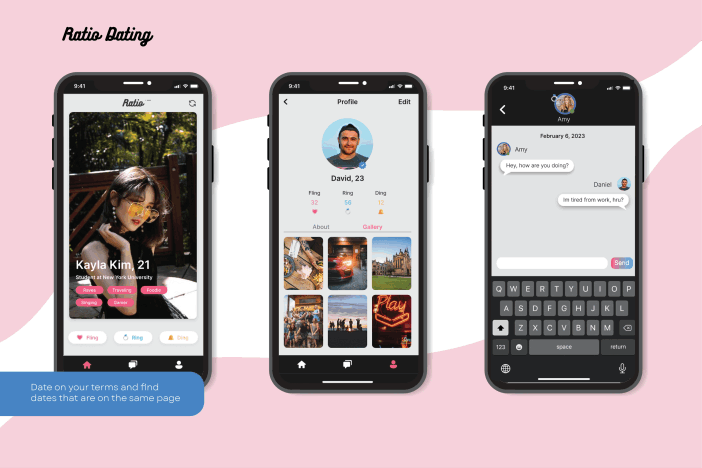 Ratio Dating
9:41
Ratio
Kayla Kim, 21
Student at New York University
Raves
Traveling
Foodie
Singing
Dancer
Fling
Ring
Ding
9:41
Profile
Edit
David, 23
Fling
Ring
Ding
32
56
12
About
Gallery
Play
9:41
Amy
February 6, 2023
Amy
Hey, how are you doing?
Daniel
Im tired from work, hru?
Send
Q W E R T Y U I O P
A S D F G H J K L
Z X C V B N M
123
space
return
Date on your terms and find
dates that are on the same page